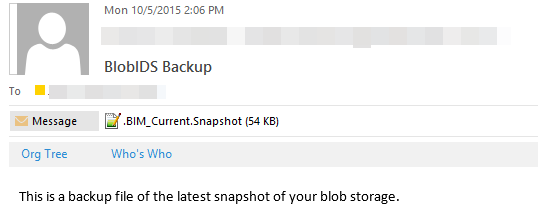 Mon 10/5/2015 2:06 PM
BlobIDS Backup
To
Message .BIM_Current.Snapshot (54 KB)
Org Tree Who's Who
This is a backup file of the latest snapshot of your blob storage.